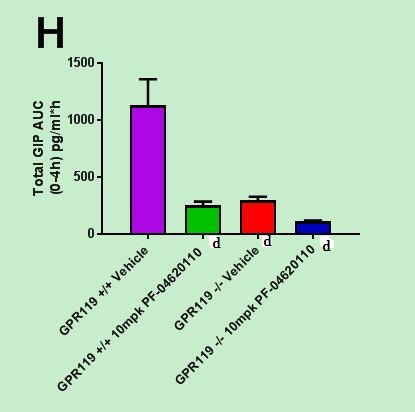 H
1500
1000
500
0
Total GIP AUC
(0-4h) pg/ml*h
d
d
d
GPR119 +/+ Vehicle
GPR119 +/+ 10mpk PF-04620110
GPR119 -/- Vehicle
GPR119 -/- 10mpk PF-04620110